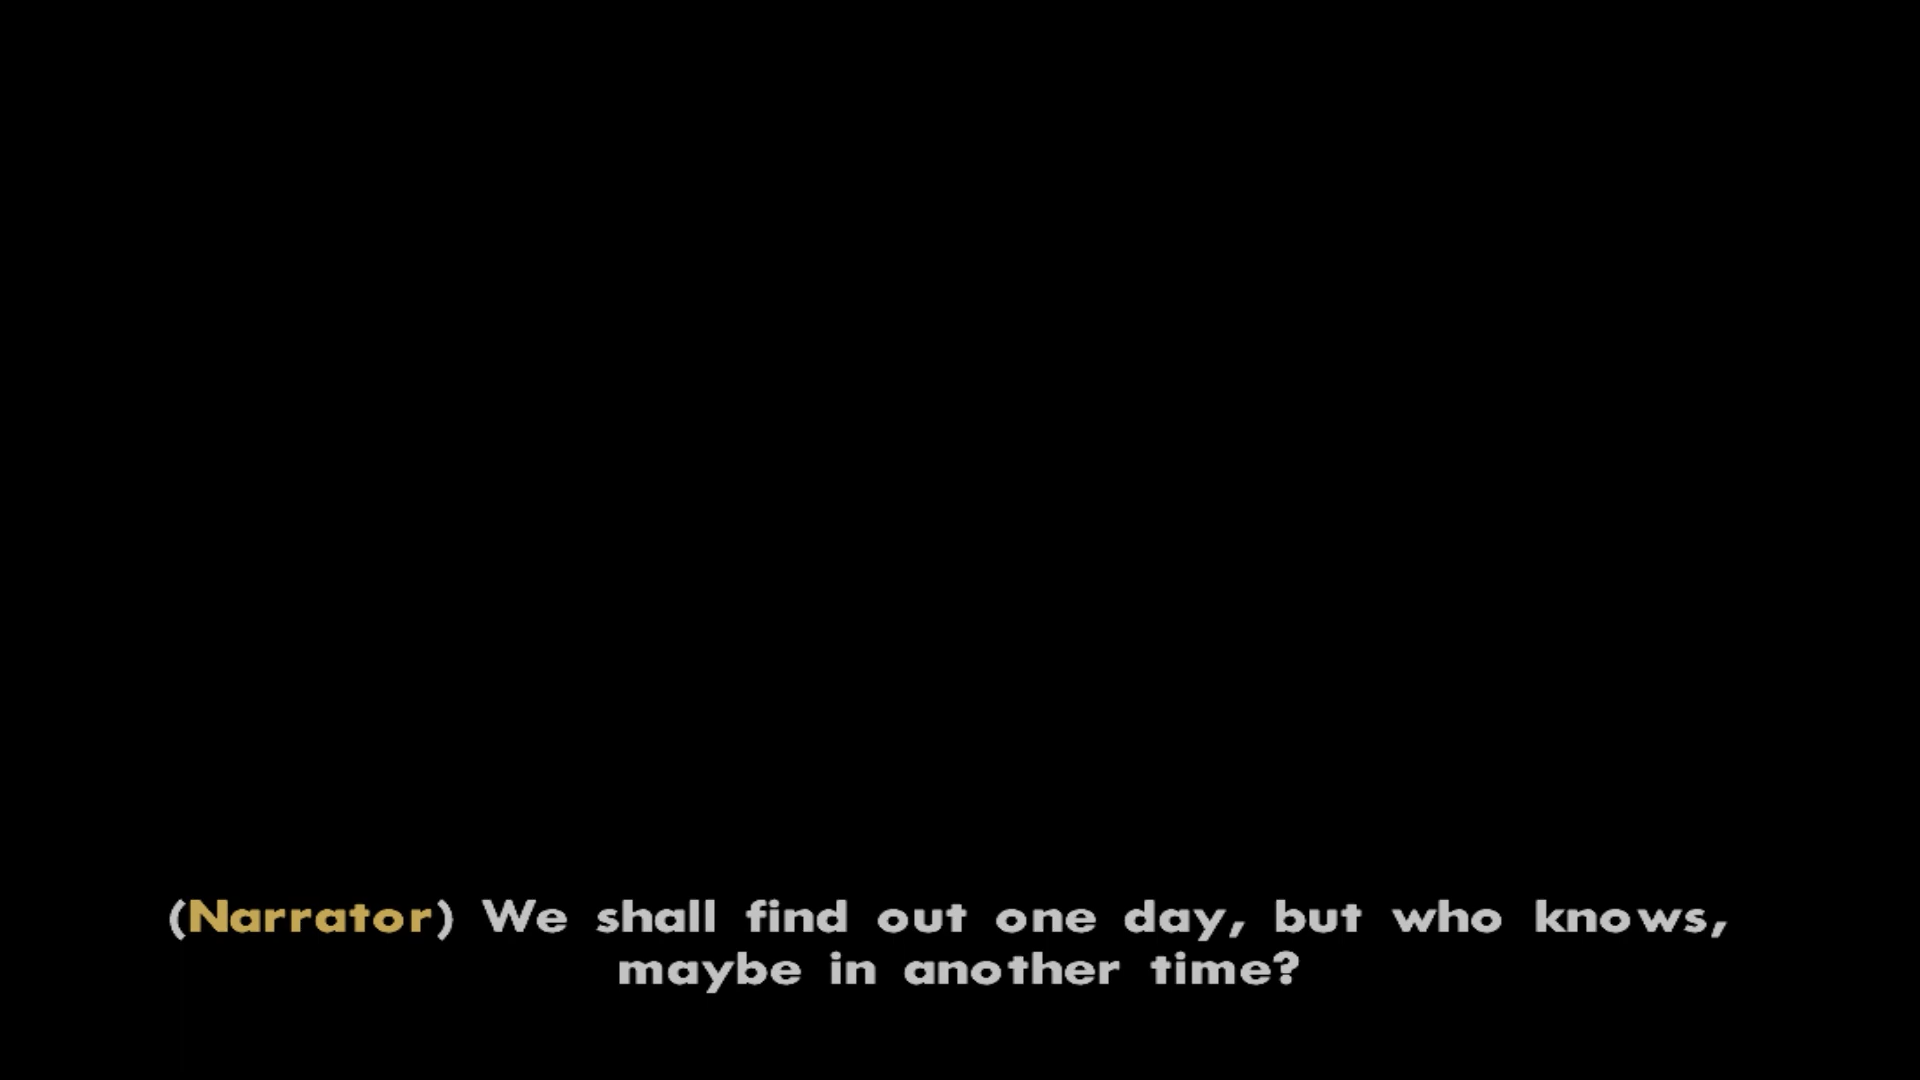 (Narrator) We shall find out one day, but who knows,
maybe in another time?